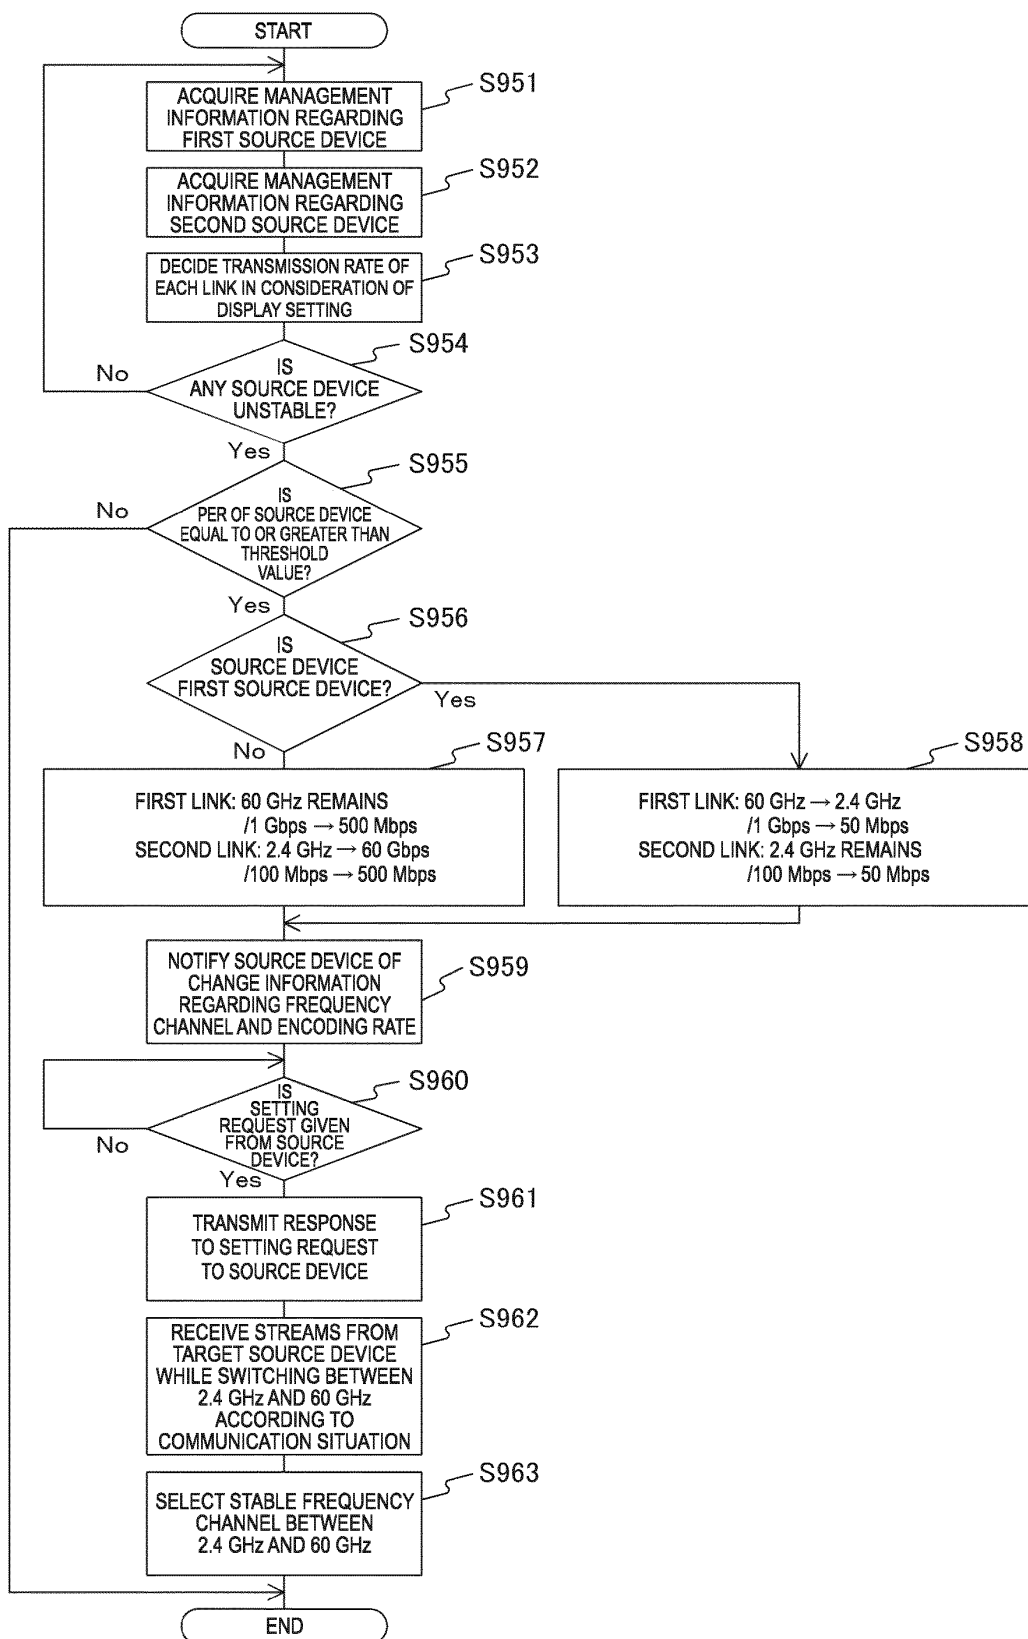 START
S951
ACQUIRE MANAGEMENT
INFORMATION REGARDING
FIRST SOURCE DEVICE
S952
ACQUIRE MANAGEMENT
INFORMATION REGARDING
SECOND SOURCE DEVICE
S953
DECIDE TRANSMISSION RATE OF
EACH LINK IN CONSIDERATION OF
DISPLAY SETTING
S954
No
IS
ANY SOURCE DEVICE
UNSTABLE?
Yes
S955
No
IS
PER OF SOURCE DEVICE
EQUAL TO OR GREATER THAN
THRESHOLD
VALUE?
Yes
S956
IS
SOURCE DEVICE
FIRST SOURCE DEVICE?
Yes
No
S957
FIRST LINK: 60 GHz REMAINS
/1 Gbps → 500 Mbps
SECOND LINK: 2.4 GHz → 60 Gbps
/100 Mbps → 500 Mbps
S958
FIRST LINK: 60 GHz → 2.4 GHz
/1 Gbps → 50 Mbps
SECOND LINK: 2.4 GHz REMAINS
/100 Mbps → 50 Mbps
S959
NOTIFY SOURCE DEVICE OF
CHANGE INFORMATION
REGARDING FREQUENCY
CHANNEL AND ENCODING RATE
S960
IS
SETTING
REQUEST GIVEN
FROM SOURCE
DEVICE?
No
Yes
S961
TRANSMIT RESPONSE
TO SETTING REQUEST
TO SOURCE DEVICE
S962
RECEIVE STREAMS FROM
TARGET SOURCE DEVICE
WHILE SWITCHING BETWEEN
2.4 GHz AND 60 GHz
ACCORDING TO
COMMUNICATION SITUATION
S963
SELECT STABLE FREQUENCY
CHANNEL BETWEEN
2.4 GHz AND 60 GHz
END